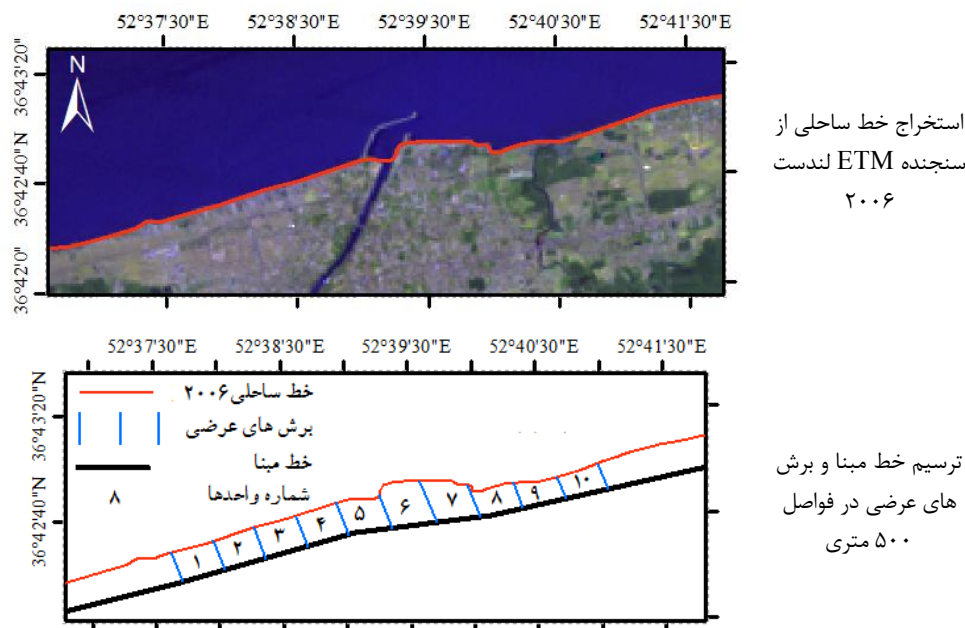 52°37'30"E 52°38'30"E 52°39'30"E 52°40'30"E 52°41'30"E
36°43'20"N
36°42'40"N
36°42'0"N
N
استخراج خط ساحلی از
سنجنده ETM لندست
۲۰۰۶
52°37'30"E 52°38'30"E 52°39'30"E 52°40'30"E 52°41'30"E
36°43'20"N
36°42'40"N
خط ساحلی۲۰۰۶
برش های عرضی
خط مبنا
شماره واحدها ۸
۱ ۲ ۳ ۴ ۵ ۶ ۷ ۸ ۹ ۱۰
ترسیم خط مبنا و برش
های عرضی در فواصل
۵۰۰ متری